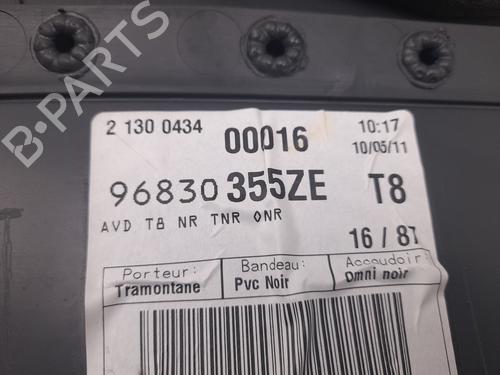 2 130 0434
00016
10:17
10/05/11
96830 355ZE
T8
AVD T8 NR TNR ONR
16 / 87
Porteur:
Tramontane
Bandeau:
Pvc Noir
Accoudoir:
Omni noir
B-PARTS